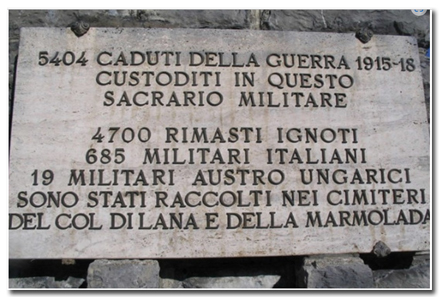 5404 CADUTI DELLA GUERRA 1915-18
CUSTODITI IN QUESTO
SACRARIO MILITARE
4700 RIMASTI IGNOTI
685 MILITARI ITALIANI
19 MILITARI AUSTRO UNGARICI
SONO STATI RACCOLTI NEI CIMITERI
DEL COL DI LANA E DELLA MARMOLADA